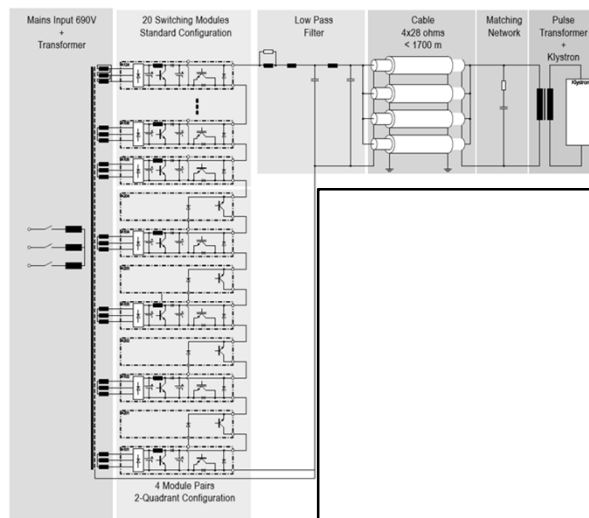 Mains Input 690V
+
Transformer
20 Switching Modules
Standard Configuration
Low Pass
Filter
Cable
4x28 ohms
< 1700 m
Matching
Network
Pulse
Transformer
+
Klystron
Klystron
4 Module Pairs
2-Quadrant Configuration